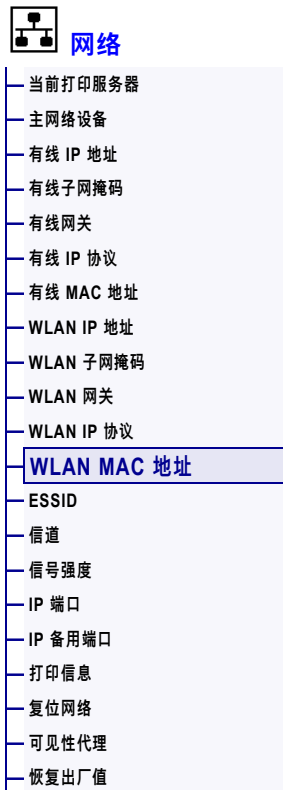 网络
当前打印服务器
主网络设备
有线 IP 地址
有线子网掩码
有线网关
有线 IP 协议
有线 MAC 地址
WLAN IP 地址
WLAN 子网掩码
WLAN 网关
WLAN IP 协议
WLAN MAC 地址
ESSID
信道
信号强度
IP 端口
IP 备用端口
打印信息
复位网络
可见性代理
恢复出厂值